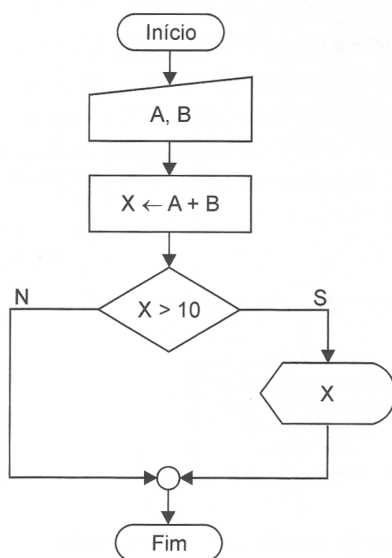 Início
A, B
X ← A + B
N
S
X > 10
X
Fim